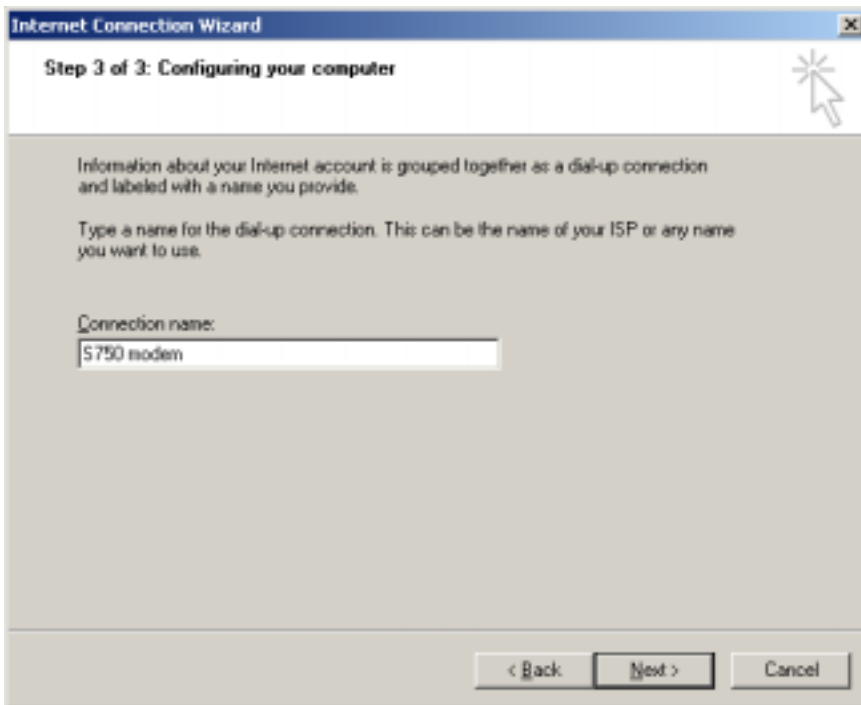 Internet Connection Wizard
Step 3 of 3: Configuring your computer
Information about your Internet account is grouped together as a dial-up connection
and labeled with a name you provide.
Type a name for the dial-up connection. This can be the name of your ISP or any name
you want to use.
Connection name:
S750 modem
< Back
Next >
Cancel